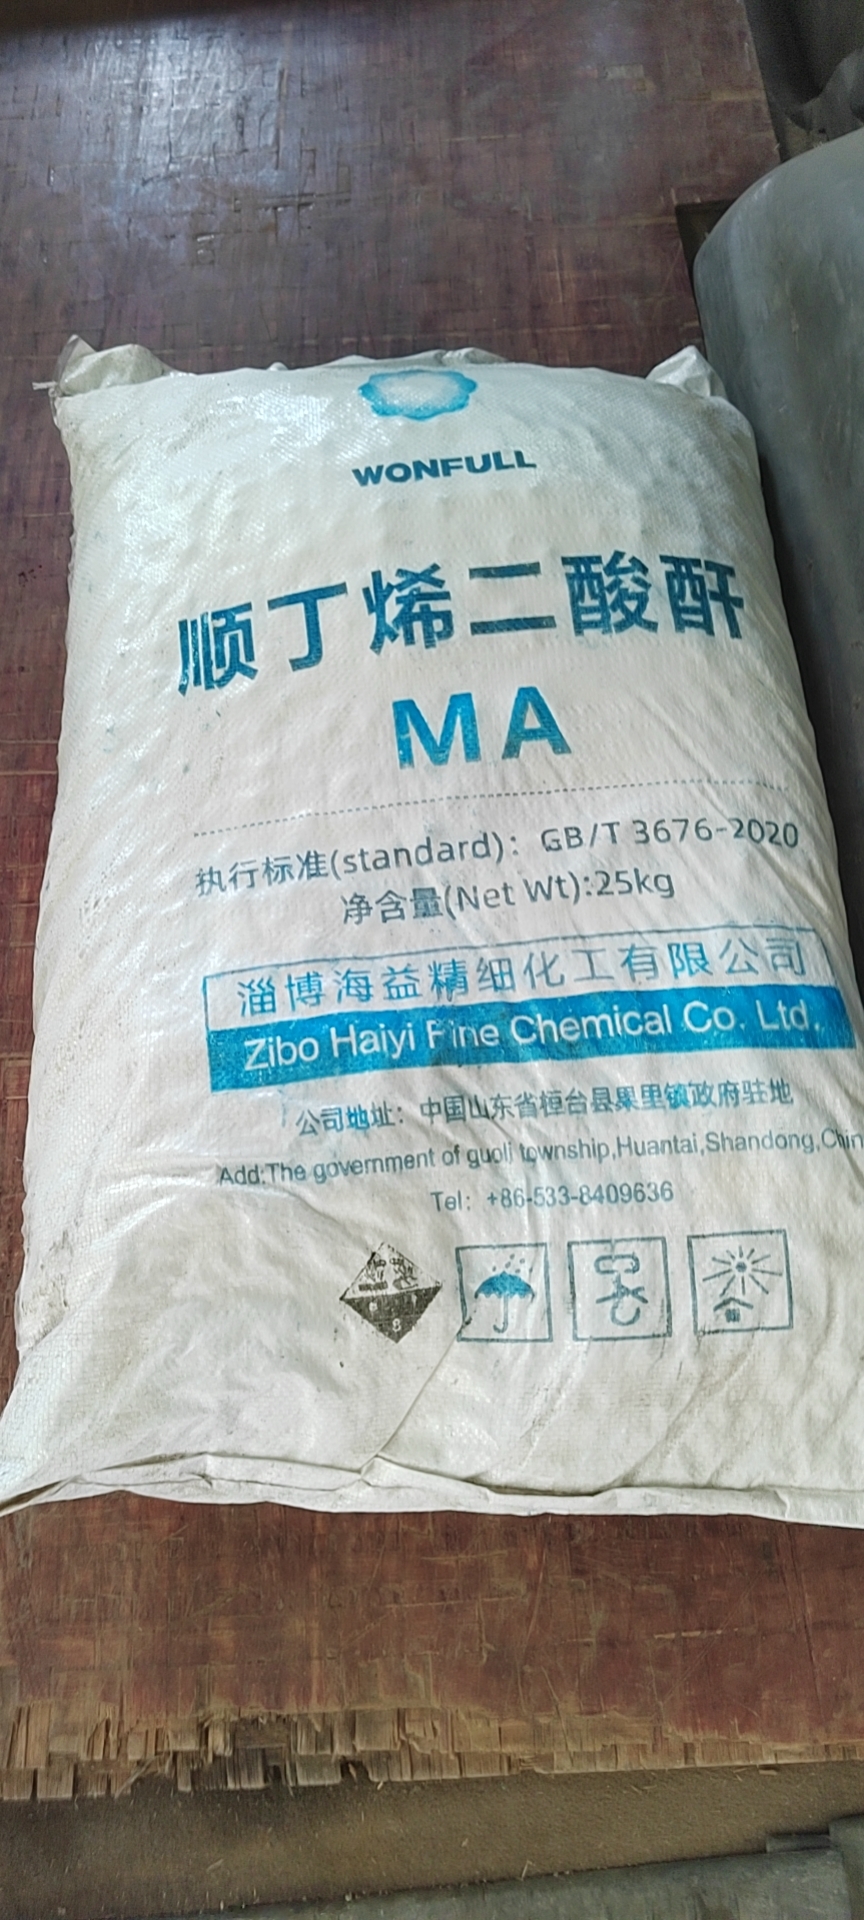 WONFULL
顺丁烯二酸酐
MA
执行标准(standard)：GB/T 3676-2020
净含量(Net Wt):25kg
淄博海益精细化工有限公司
Zibo Haiyi Fine Chemical Co. Ltd.
公司地址：中国山东省桓台县果里镇政府驻地
Add:The government of guoli township,Huantai,Shandong,Chin
Tel：+86-533-8409636
8